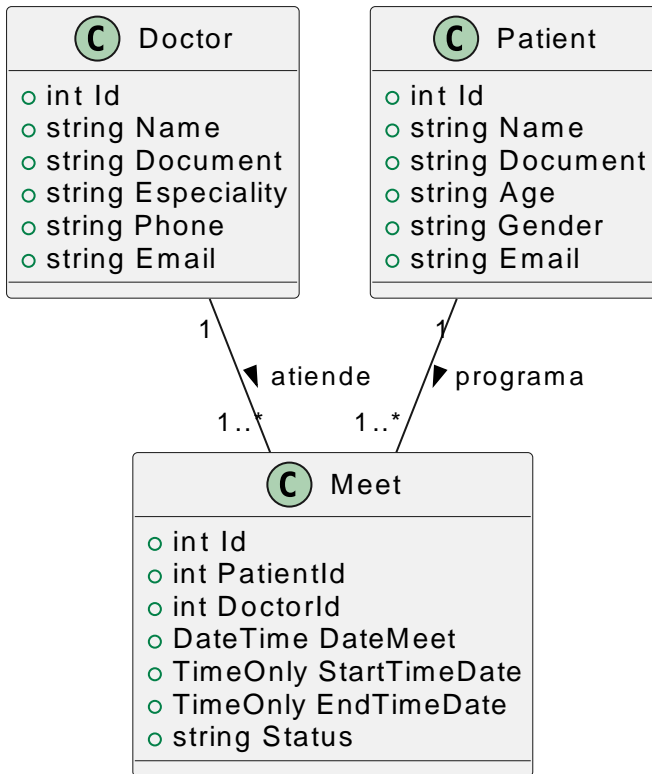 C Doctor
int Id
string Name
string Document
string Especiality
string Phone
string Email
C Patient
int Id
string Name
string Document
string Age
string Gender
string Email
1
atiende
1..*
1
programa
1..*
C Meet
int Id
int PatientId
int DoctorId
DateTime DateMeet
TimeOnly StartTimeDate
TimeOnly EndTimeDate
string Status